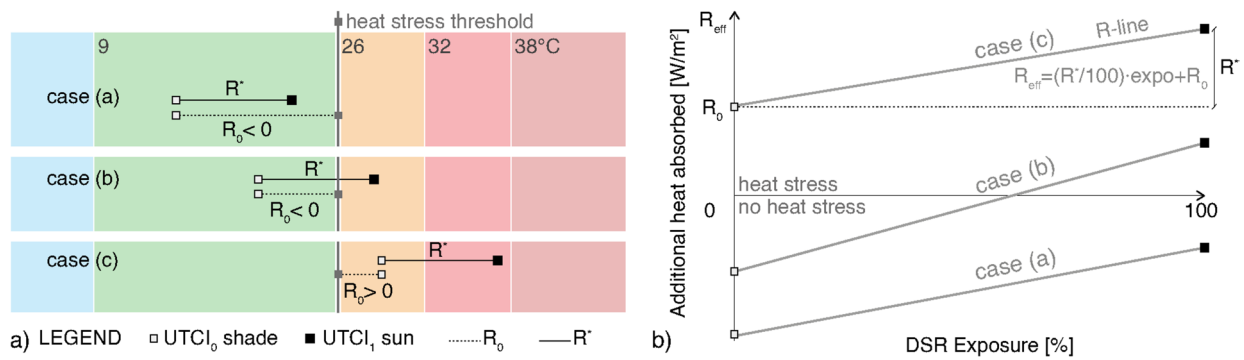 heat stress threshold
9
26
32
38°C
case (a)
R*
R₀< 0
case (b)
R*
R₀< 0
case (c)
R*
R₀> 0
a) LEGEND UTCI₀ shade UTCI₁ sun R₀ R*
b)
Additional heat absorbed [W/m²]
R_eff
case (c)
R-line
R_eff=(R*/100)·expo+R₀
R*
R₀
case (b)
heat stress
0
no heat stress
100
case (a)
DSR Exposure [%]